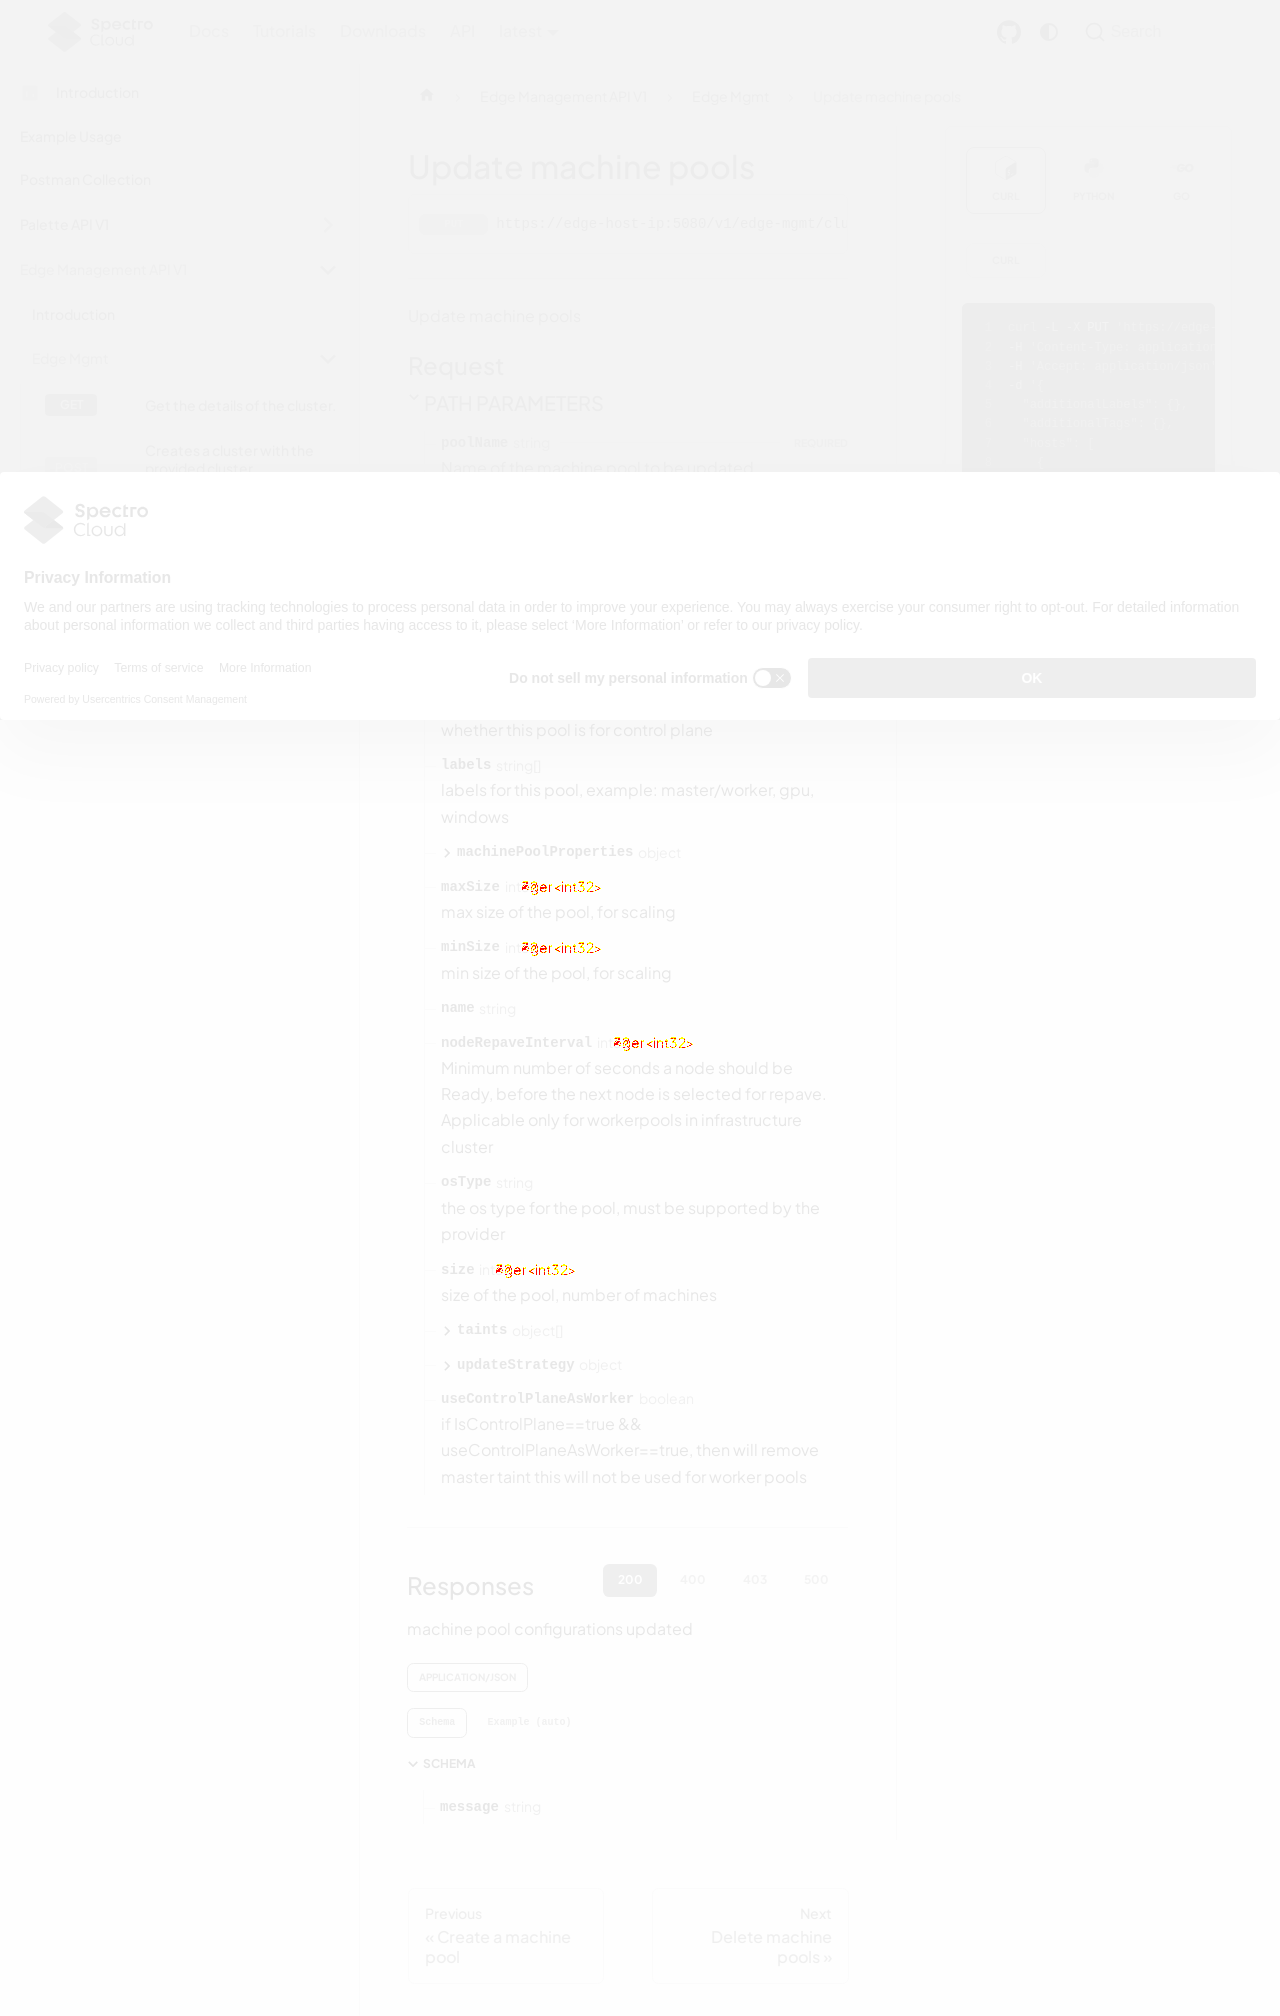 Spectro
Cloud
Docs Tutorials Downloads API latest
Search
Introduction
Example Usage
Postman Collection
Palette API V1
Edge Management API V1
Introduction
Edge Mgmt
GET Get the details of the cluster.
Creates a cluster with the
provided cluster
Edge Management API V1 Edge Mgmt Update machine pools
Update machine pools
CURL PYTHON GO
CURL
Update machine pools
Request
PATH PARAMETERS
poolName string REQUIRED
Name of the machine pool to be updated
Spectro
Cloud
Privacy Information
We and our partners are using tracking technologies to process personal data in order to improve your experience. You may always exercise your consumer right to opt-out. For detailed information
about personal information we collect and third parties having access to it, please select 'More Information' or refer to our privacy policy.
Privacy policy Terms of service More Information
Do not sell my personal information OK
Powered by Usercentrics Consent Management
whether this pool is for control plane
labels string[]
labels for this pool, example: master/worker, gpu,
windows
machinePoolProperties object
maxSize <int32>
max size of the pool, for scaling
minSize <int32>
min size of the pool, for scaling
name string
nodeRepaveInterval <int32>
Minimum number of seconds a node should be
Ready, before the next node is selected for repave.
Applicable only for workerpools in infrastructure
cluster
osType string
the os type for the pool, must be supported by the
provider
size <int32>
size of the pool, number of machines
taints object[]
updateStrategy object
useControlPlaneAsWorker boolean
if IsControlPlane==true &&
useControlPlaneAsWorker==true, then will remove
master taint this will not be used for worker pools
Responses 200 400 403 500
machine pool configurations updated
APPLICATION/JSON
Schema Example (auto)
SCHEMA
message string
Previous
« Create a machine
pool
Next
Delete machine
pools »